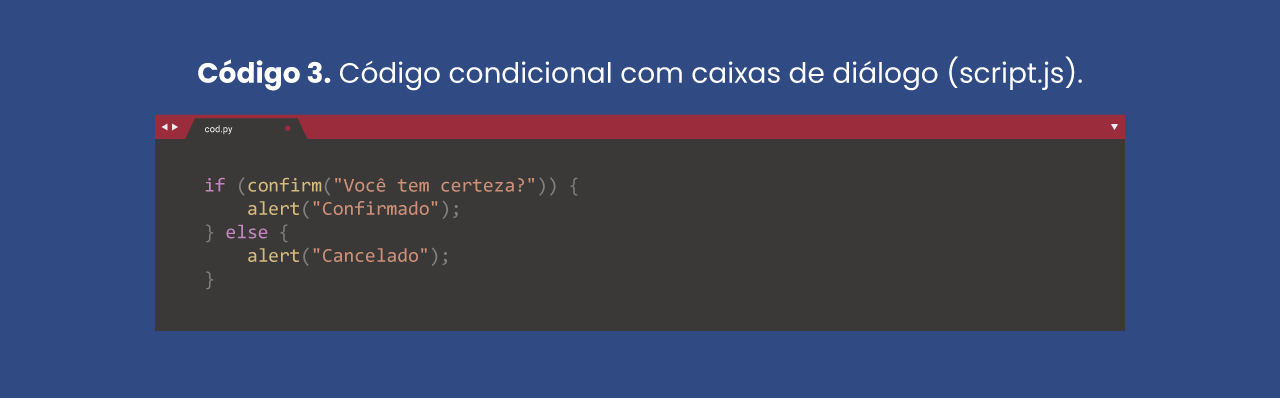 Código 3. Código condicional com caixas de diálogo (script.js).
cod.py
if (confirm("Você tem certeza?")) {
    alert("Confirmado");
} else {
    alert("Cancelado");
}